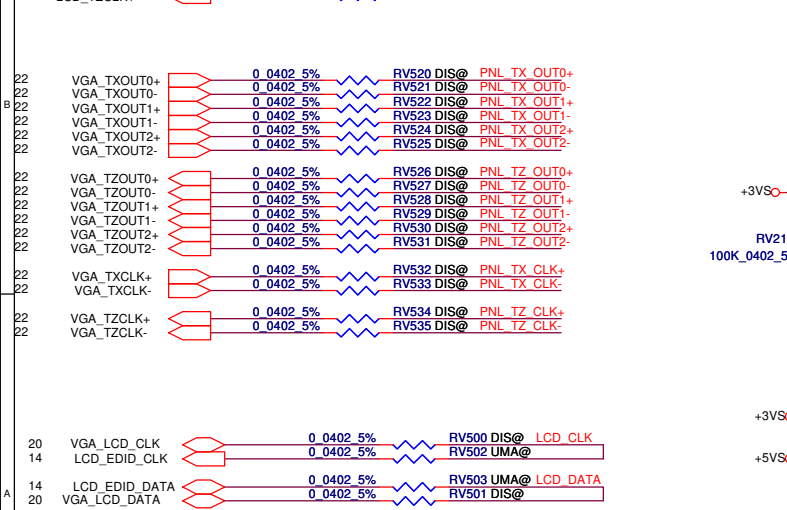 22 VGA_TXOUT0+ 0_0402_5% RV520 DIS@ PNL_TX_OUT0+
22 VGA_TXOUT0- 0_0402_5% RV521 DIS@ PNL_TX_OUT0-
B 22 VGA_TXOUT1+ 0_0402_5% RV522 DIS@ PNL_TX_OUT1+
22 VGA_TXOUT1- 0_0402_5% RV523 DIS@ PNL_TX_OUT1-
22 VGA_TXOUT2+ 0_0402_5% RV524 DIS@ PNL_TX_OUT2+
22 VGA_TXOUT2- 0_0402_5% RV525 DIS@ PNL_TX_OUT2-
22 VGA_TZOUT0+ 0_0402_5% RV526 DIS@ PNL_TZ_OUT0+
22 VGA_TZOUT0- 0_0402_5% RV527 DIS@ PNL_TZ_OUT0- +3VS
22 VGA_TZOUT1+ 0_0402_5% RV528 DIS@ PNL_TZ_OUT1+
22 VGA_TZOUT1- 0_0402_5% RV529 DIS@ PNL_TZ_OUT1-
22 VGA_TZOUT2+ 0_0402_5% RV530 DIS@ PNL_TZ_OUT2+ RV21
22 VGA_TZOUT2- 0_0402_5% RV531 DIS@ PNL_TZ_OUT2- 100K_0402_5
22 VGA_TXCLK+ 0_0402_5% RV532 DIS@ PNL_TX_CLK+
22 VGA_TXCLK- 0_0402_5% RV533 DIS@ PNL_TX_CLK-
22 VGA_TZCLK+ 0_0402_5% RV534 DIS@ PNL_TZ_CLK+
22 VGA_TZCLK- 0_0402_5% RV535 DIS@ PNL_TZ_CLK-
+3VS
20 VGA_LCD_CLK 0_0402_5% RV500 DIS@ LCD_CLK
14 LCD_EDID_CLK 0_0402_5% RV502 UMA@ +5VS
14 LCD_EDID_DATA 0_0402_5% RV503 UMA@ LCD_DATA
A 20 VGA_LCD_DATA 0_0402_5% RV501 DIS@